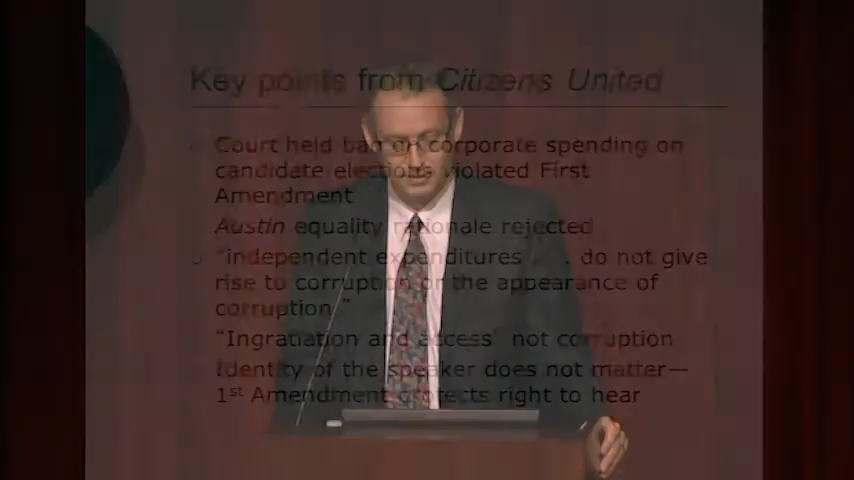 Key points from Citizens United
Court held ban on corporate spending on
candidate elections violated First
Amendment
Austin equality rationale rejected
"independent expenditures . . . do not give
rise to corruption or the appearance of
corruption."
"Ingratiation and access" not corruption
Identity of the speaker does not matter—
1st Amendment protects right to hear